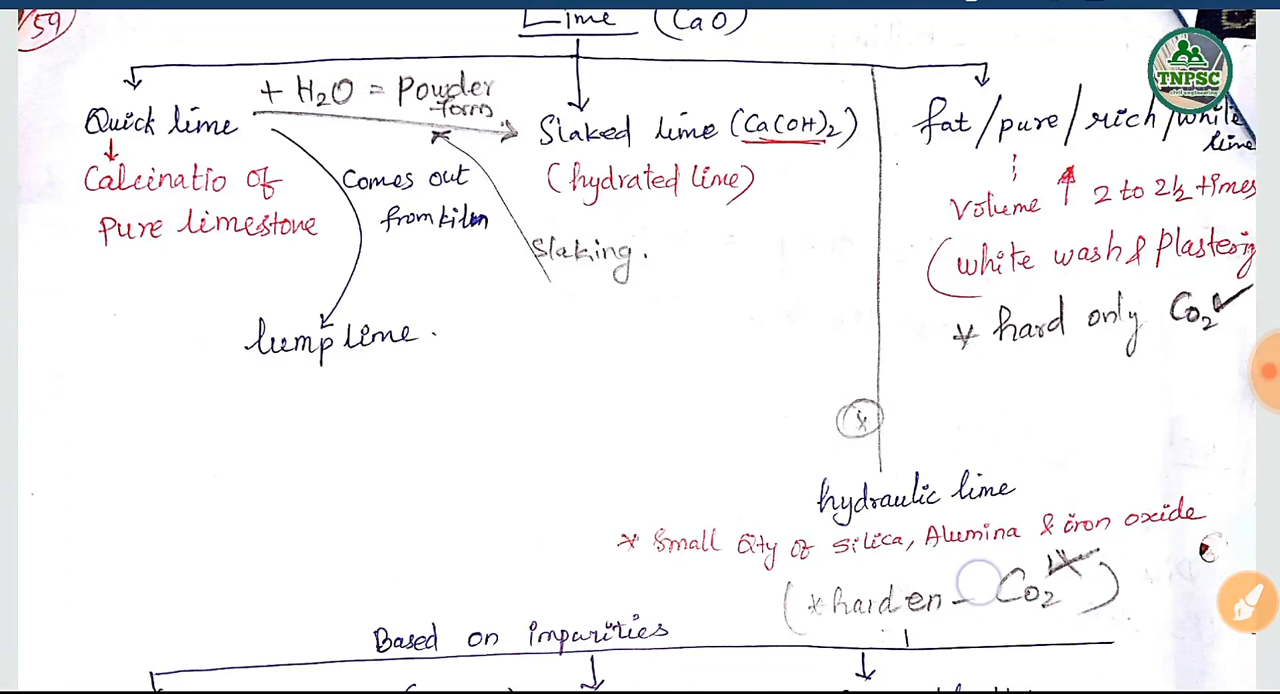 59
Lime (CaO)
+ H2O = Powder form
Quick lime
Slaked lime (Ca(OH)2)
fat/pure/rich/white lime
Calcinatio of
Pure limestone
Comes out
from kiln
(hydrated lime)
Volume ↑ 2 to 2½ times
Slaking.
(white wash & Plastering
* hard only CO2 ✓
lump lime.
*
hydraulic lime
* Small Qty of Silica, Alumina & iron oxide
(*harden - CO2 )
Based on impurities
TNPSC